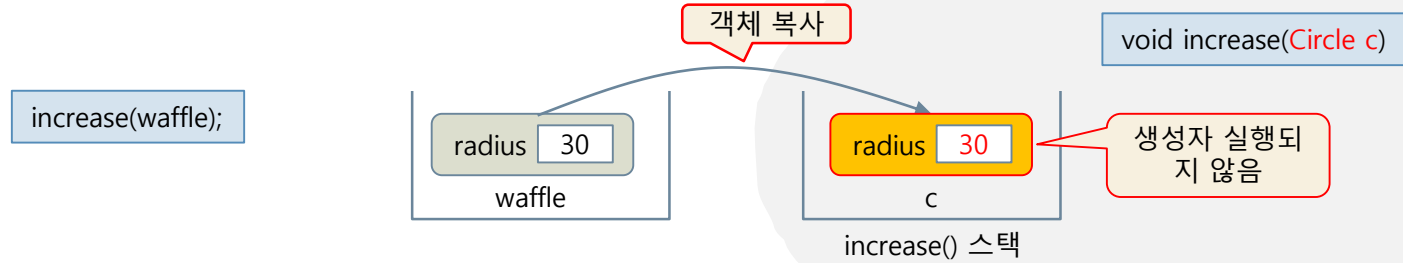 객체 복사
void increase(Circle c)
increase(waffle);
radius 30
waffle
radius 30
c
생성자 실행되
지 않음
increase() 스택